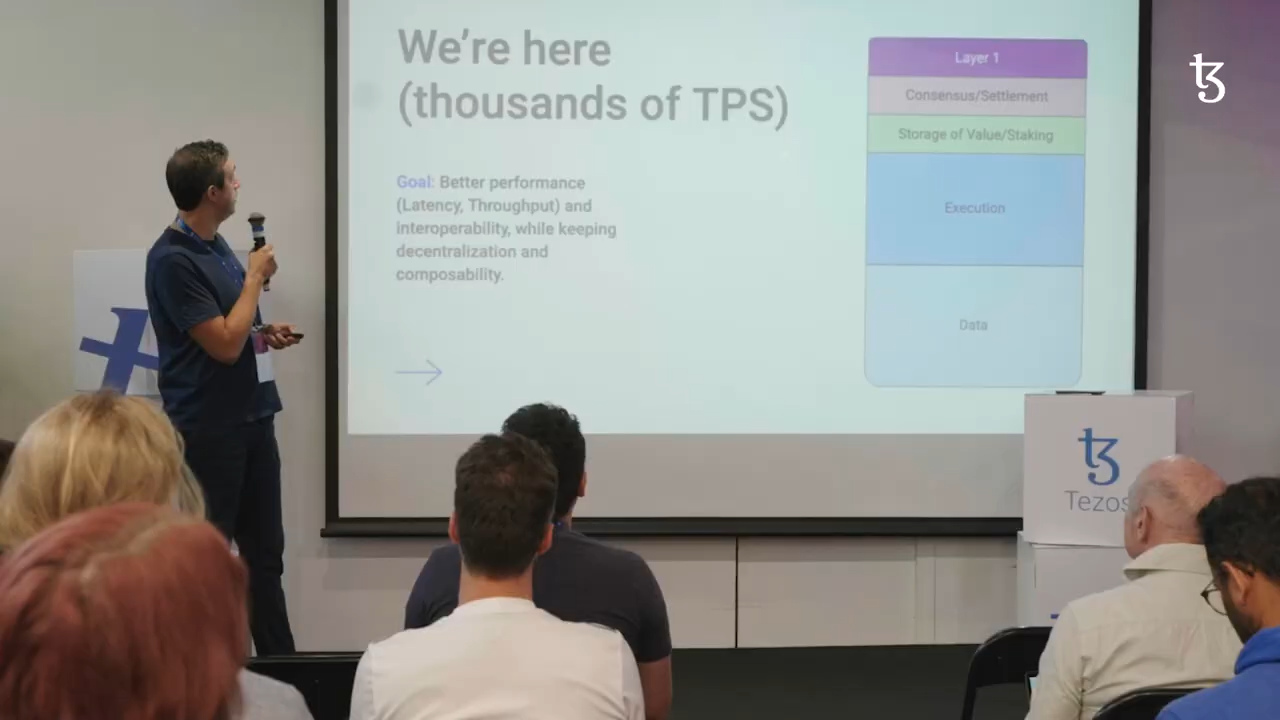 We're here
(thousands of TPS)
Goal: Better performance
(Latency, Throughput) and
interoperability, while keeping
decentralization and
composability.
Layer 1
Consensus/Settlement
Storage of Value/Staking
Execution
Data
Tezos